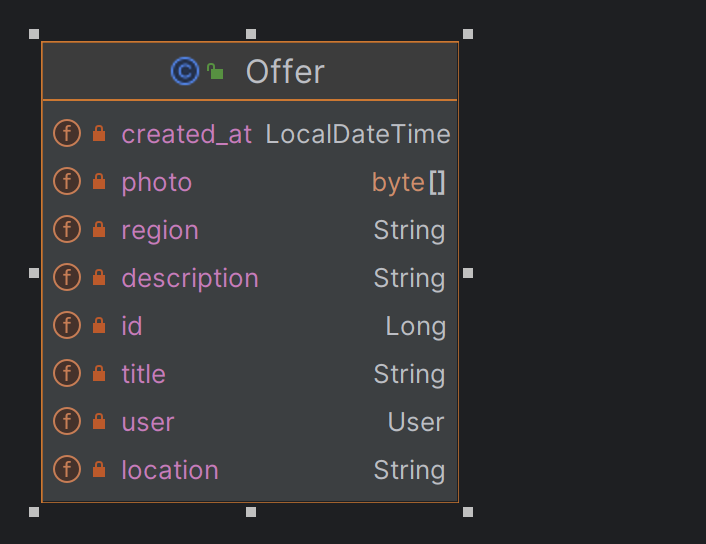 © Offer
f created_at LocalDateTime
f photo byte[]
f region String
f description String
f id Long
f title String
f user User
f location String